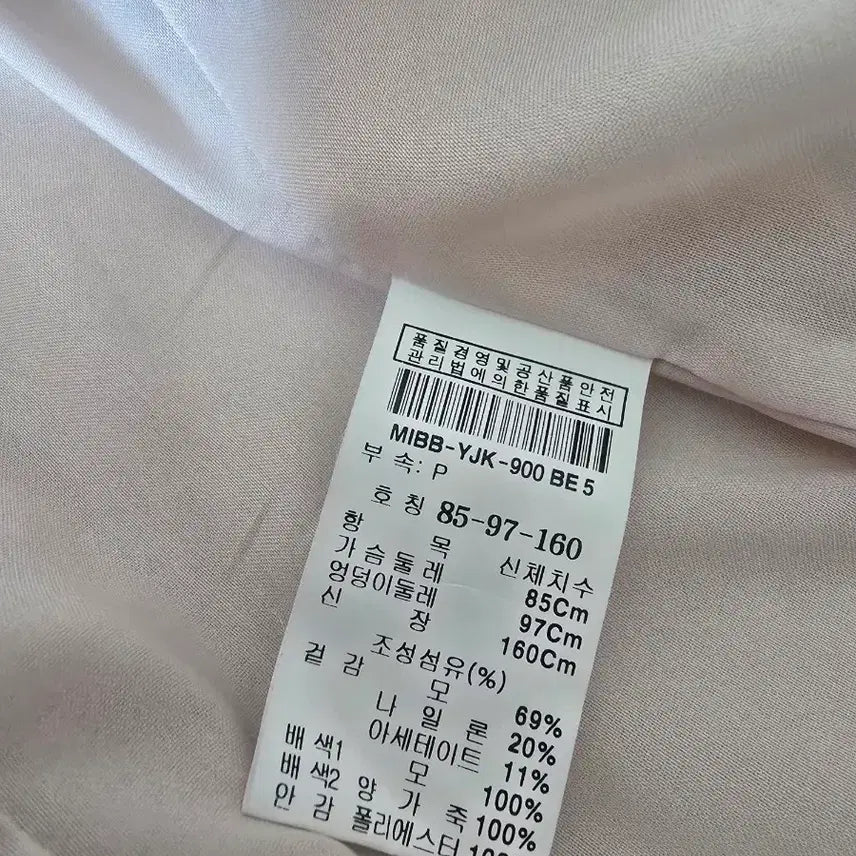 품질경영및공산품안전
관리법에의한품질표시
MIBB-YJK-900 BE 5
부 속: P
호 칭 85-97-160
항 목 신체치수
가슴둘레 85Cm
엉덩이둘레 97Cm
신 장 160Cm
조성섬유(%)
겉 감 모 69%
나 일 론 20%
아세테이트 11%
배 색1 모 100%
배 색2 양 가 죽 100%
안 감 폴리에스터